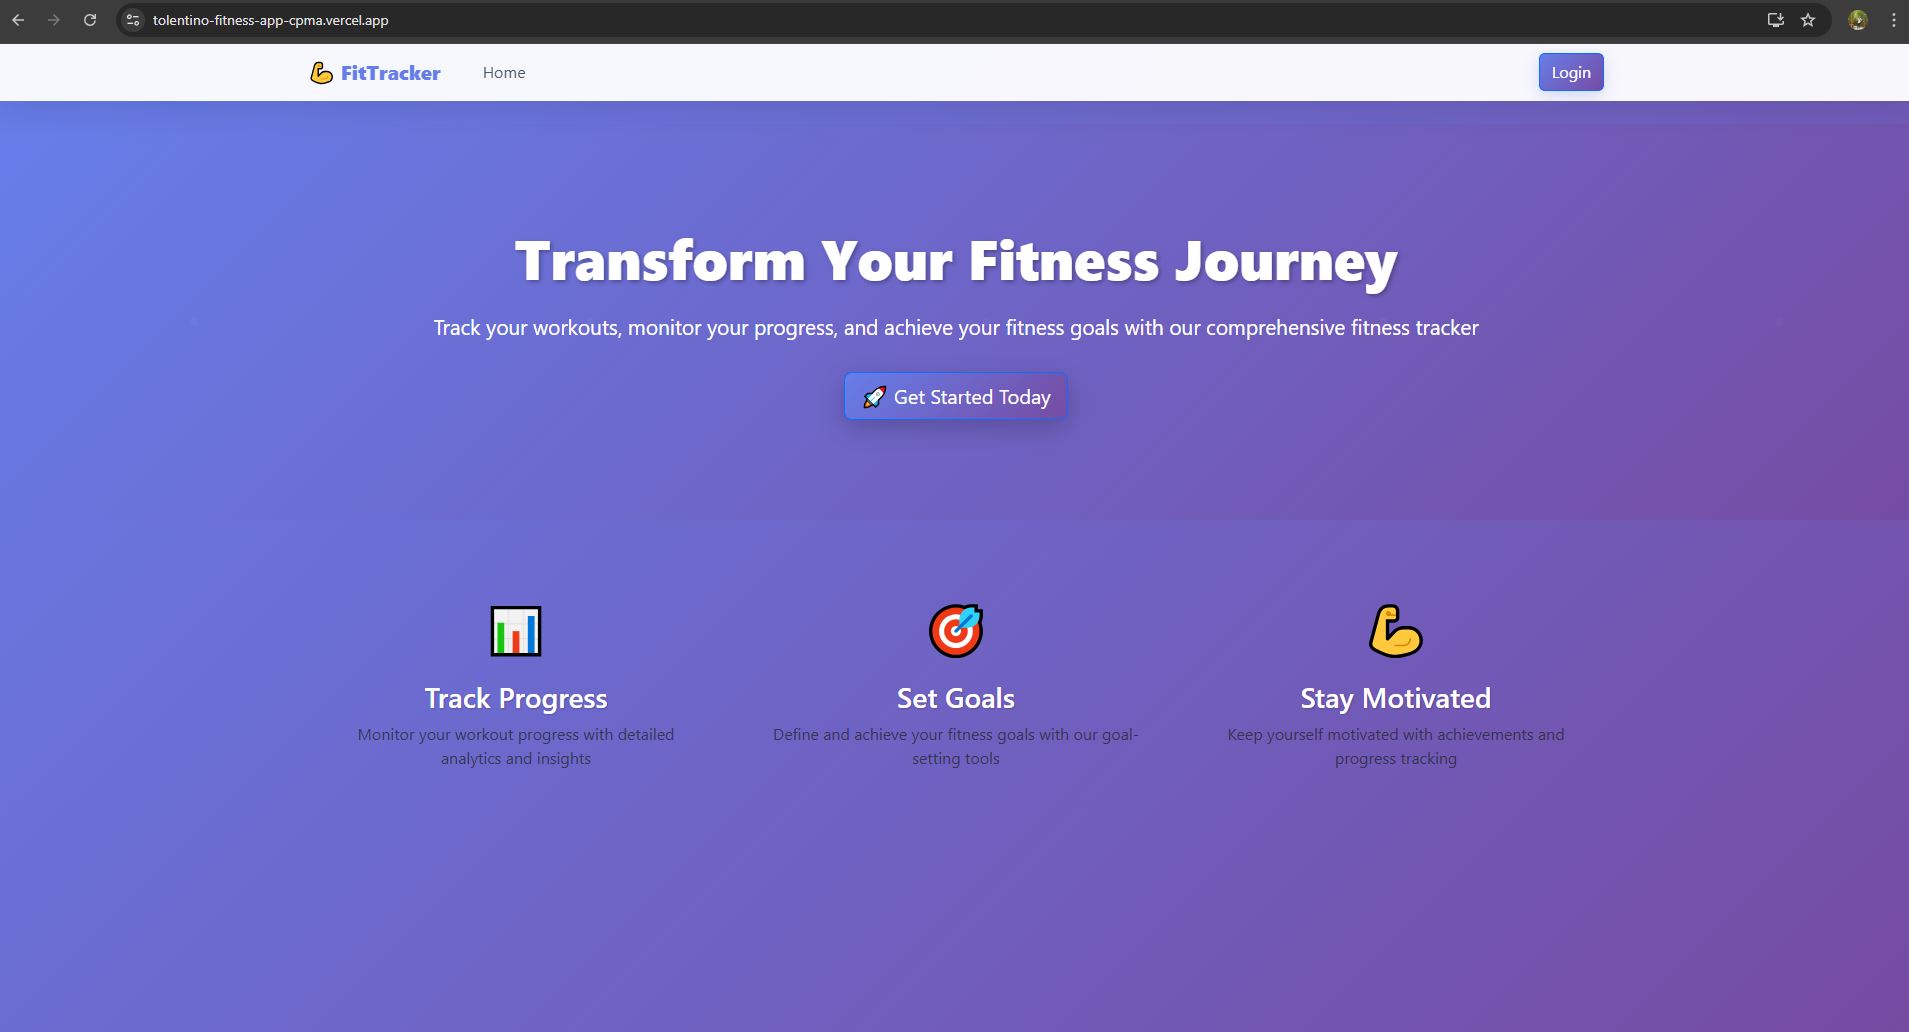 tolentino-fitness-app-cpma.vercel.app
FitTracker
Home
Login
Transform Your Fitness Journey
Track your workouts, monitor your progress, and achieve your fitness goals with our comprehensive fitness tracker
Get Started Today
Track Progress
Monitor your workout progress with detailed
analytics and insights
Set Goals
Define and achieve your fitness goals with our goal-
setting tools
Stay Motivated
Keep yourself motivated with achievements and
progress tracking